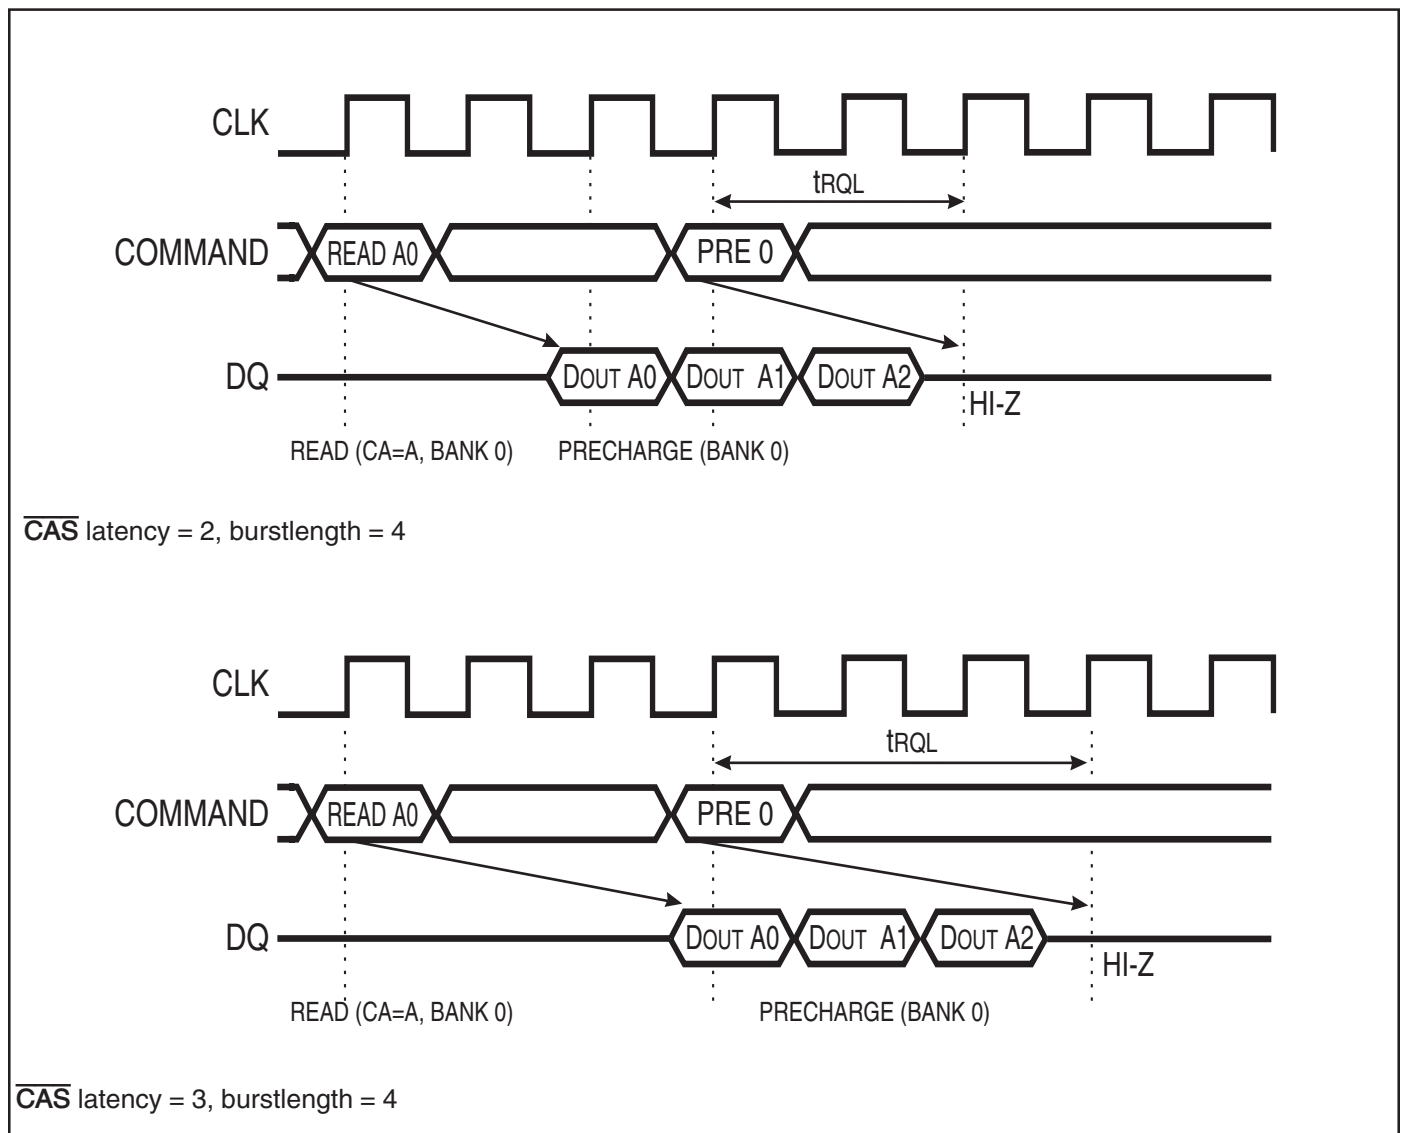 CLK
tRQL
COMMAND
READ A0
PRE 0
DQ
DOUT A0
DOUT A1
DOUT A2
HI-Z
READ (CA=A, BANK 0)
PRECHARGE (BANK 0)
CAS latency = 2, burstlength = 4
CLK
tRQL
COMMAND
READ A0
PRE 0
DQ
DOUT A0
DOUT A1
DOUT A2
HI-Z
READ (CA=A, BANK 0)
PRECHARGE (BANK 0)
CAS latency = 3, burstlength = 4